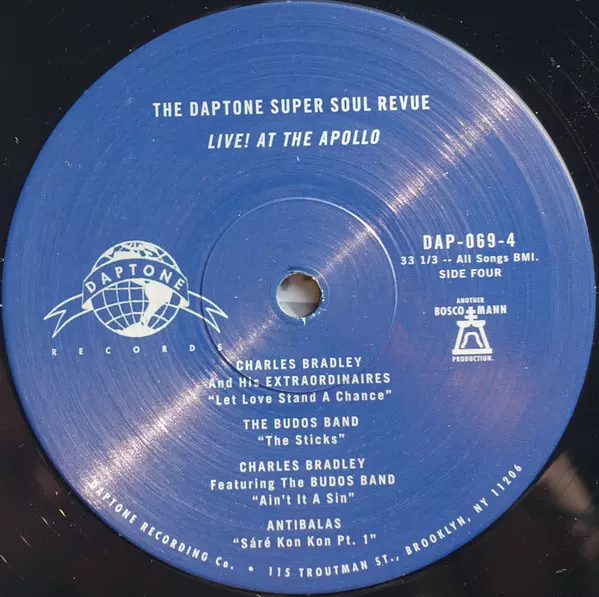 THE DAPTONE SUPER SOUL REVUE
LIVE! AT THE APOLLO
DAPTONE
RECORDS
DAP-069-4
33 1/3 -- All Songs BMI.
SIDE FOUR
ANOTHER
BOSCO MANN
PRODUCTION.
CHARLES BRADLEY
And His EXTRAORDINAIRES
"Let Love Stand A Chance"
THE BUDOS BAND
"The Sticks"
CHARLES BRADLEY
Featuring The BUDOS BAND
"Ain't It A Sin"
ANTIBALAS
"Sáré Kon Kon Pt. 1"
DAPTONE RECORDING Co. • 115 TROUTMAN ST., BROOKLYN, NY 11206